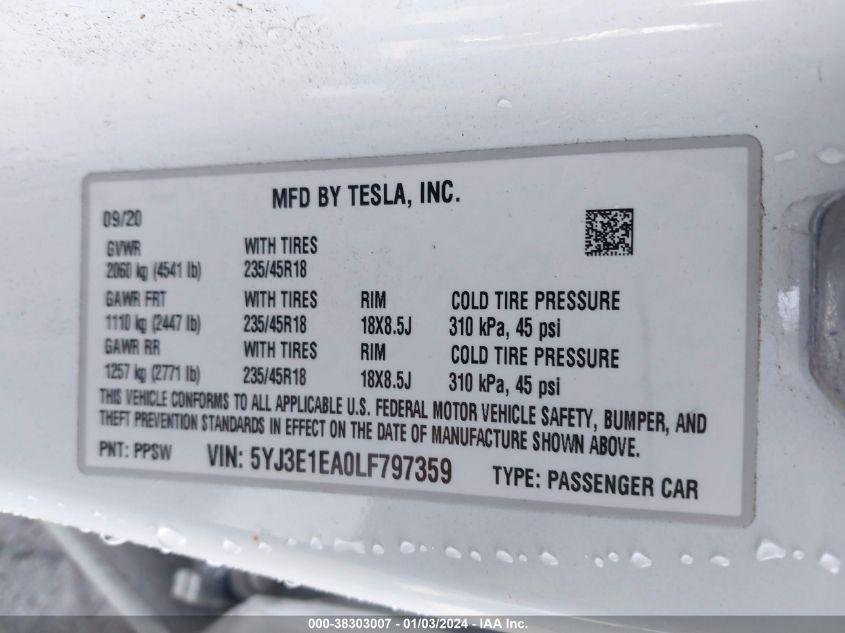 MFD BY TESLA, INC.
09/20
GVWR WITH TIRES
2060 kg (4541 lb) 235/45R18
GAWR FRT WITH TIRES RIM COLD TIRE PRESSURE
1110 kg (2447 lb) 235/45R18 18X8.5J 310 kPa, 45 psi
GAWR RR WITH TIRES RIM COLD TIRE PRESSURE
1257 kg (2771 lb) 235/45R18 18X8.5J 310 kPa, 45 psi
THIS VEHICLE CONFORMS TO ALL APPLICABLE U.S. FEDERAL MOTOR VEHICLE SAFETY, BUMPER, AND
THEFT PREVENTION STANDARDS IN EFFECT ON THE DATE OF MANUFACTURE SHOWN ABOVE.
PNT: PPSW VIN: 5YJ3E1EA0LF797359 TYPE: PASSENGER CAR
000-38303007 - 01/03/2024 - IAA Inc.